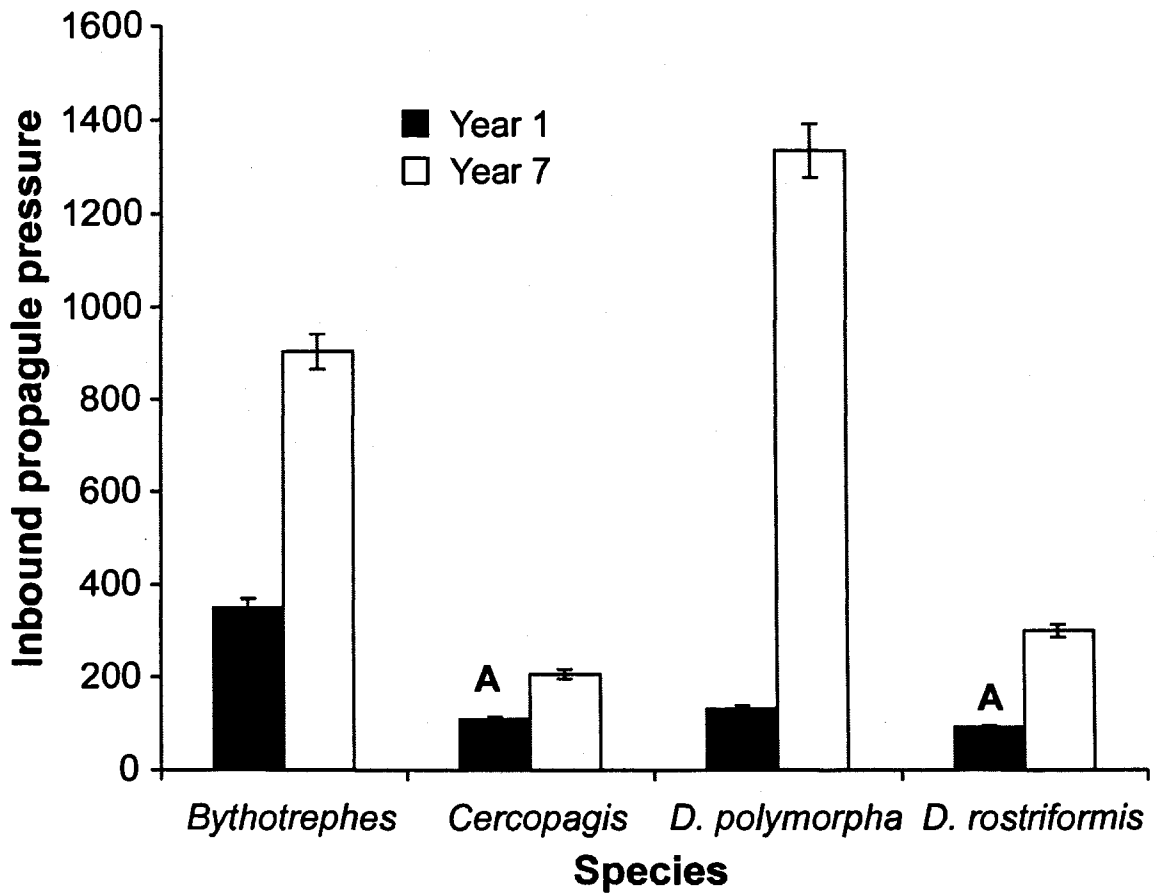 Inbound propagule pressure
1600
1400
1200
1000
800
600
400
200
0
Year 1
Year 7
A
A
Bythotrephes
Cercopagis
D. polymorpha
D. rostriformis
Species